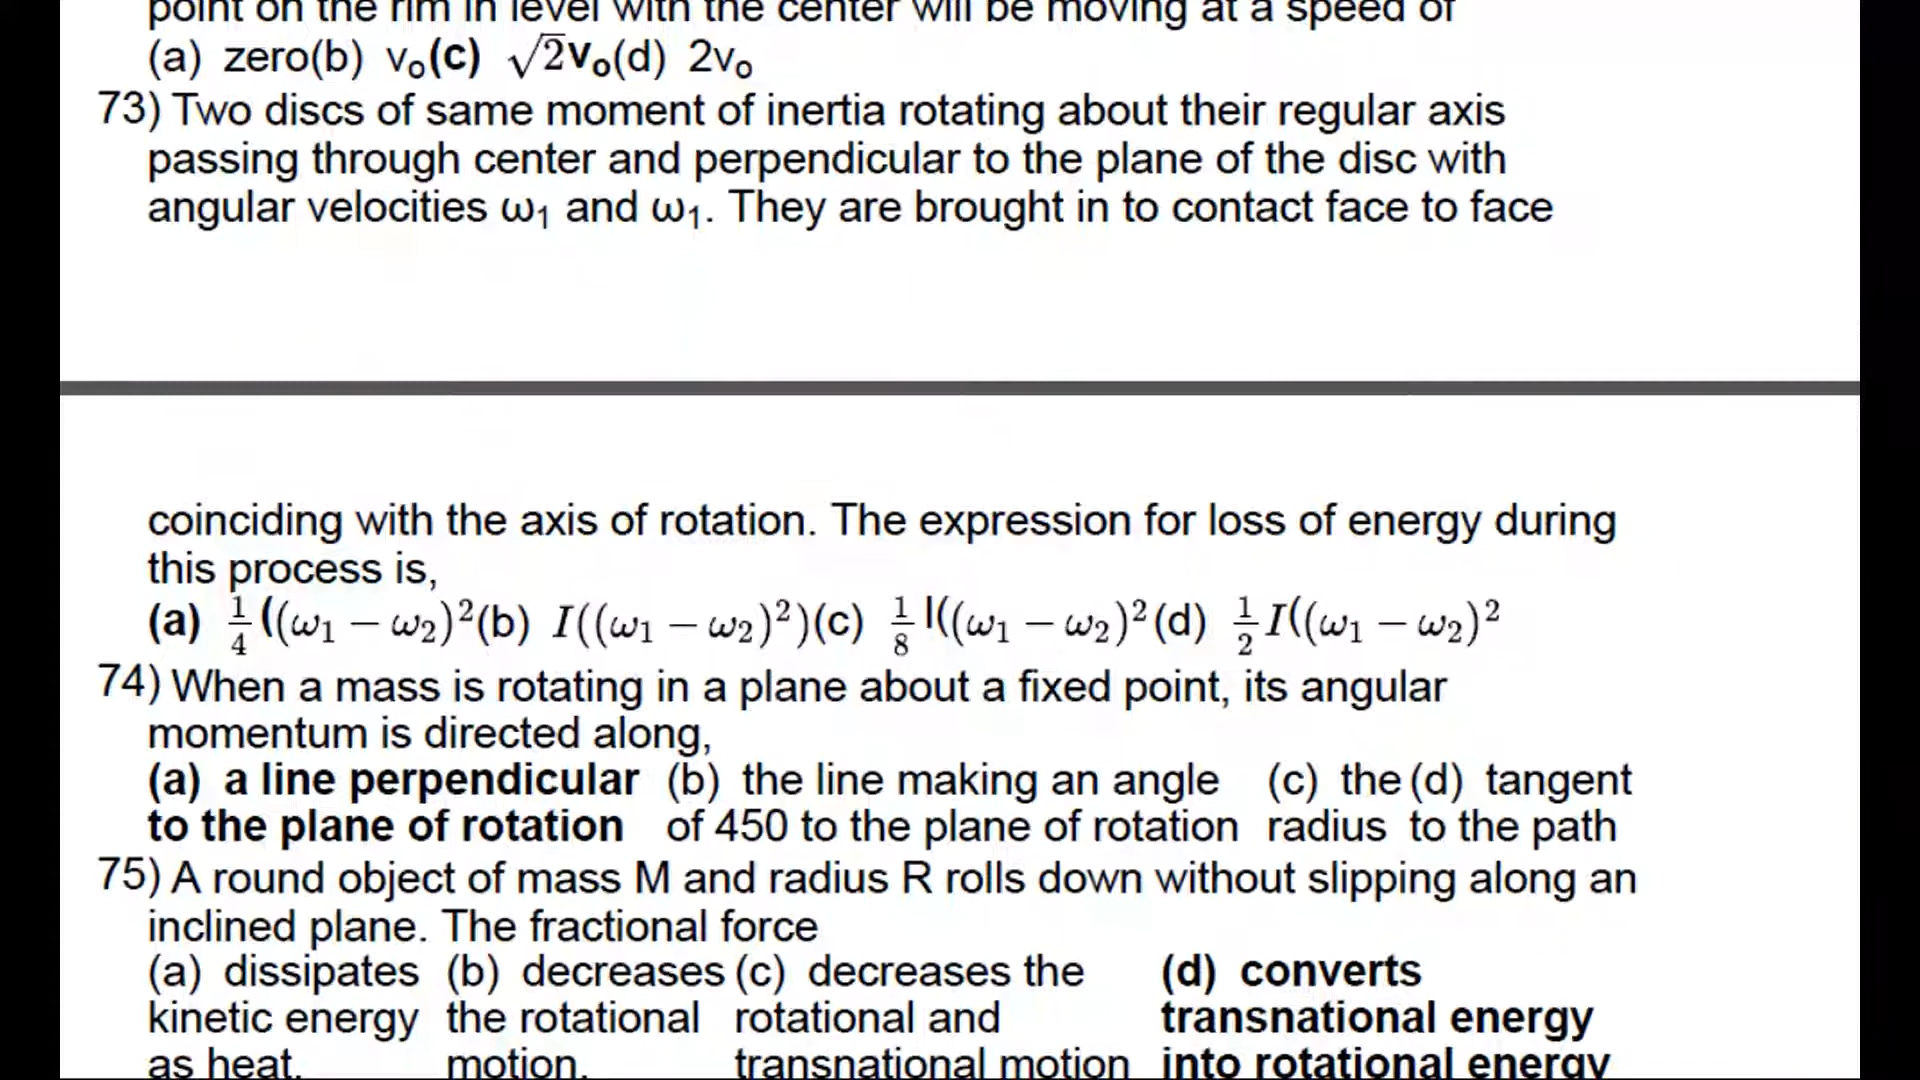 point on the rim in level with the center will be moving at a speed of
(a) zero(b) vₒ(c) √2vₒ(d) 2vₒ
73) Two discs of same moment of inertia rotating about their regular axis
passing through center and perpendicular to the plane of the disc with
angular velocities ω₁ and ω₁. They are brought in to contact face to face
coinciding with the axis of rotation. The expression for loss of energy during
this process is,
(a) 1/4 ((ω₁ − ω₂)²(b) I((ω₁ − ω₂)²)(c) 1/8 I((ω₁ − ω₂)²(d) 1/2 I((ω₁ − ω₂)²
74) When a mass is rotating in a plane about a fixed point, its angular
momentum is directed along,
(a) a line perpendicular (b) the line making an angle (c) the (d) tangent
to the plane of rotation of 450 to the plane of rotation radius to the path
75) A round object of mass M and radius R rolls down without slipping along an
inclined plane. The fractional force
(a) dissipates (b) decreases (c) decreases the (d) converts
kinetic energy the rotational rotational and transnational energy
as heat. motion. transnational motion into rotational energy